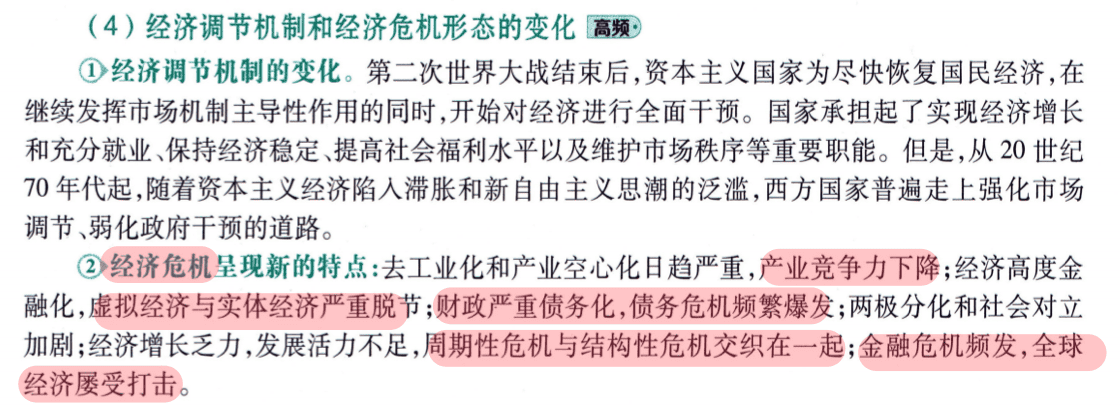 （4）经济调节机制和经济危机形态的变化 高频
①经济调节机制的变化。第二次世界大战结束后,资本主义国家为尽快恢复国民经济,在
继续发挥市场机制主导性作用的同时,开始对经济进行全面干预。国家承担起了实现经济增长
和充分就业、保持经济稳定、提高社会福利水平以及维护市场秩序等重要职能。但是,从20世纪
70年代起,随着资本主义经济陷入滞胀和新自由主义思潮的泛滥,西方国家普遍走上强化市场
调节、弱化政府干预的道路。
②经济危机呈现新的特点:去工业化和产业空心化日趋严重,产业竞争力下降;经济高度金
融化,虚拟经济与实体经济严重脱节;财政严重债务化,债务危机频繁爆发;两极分化和社会对立
加剧;经济增长乏力,发展活力不足,周期性危机与结构性危机交织在一起;金融危机频发,全球
经济屡受打击。